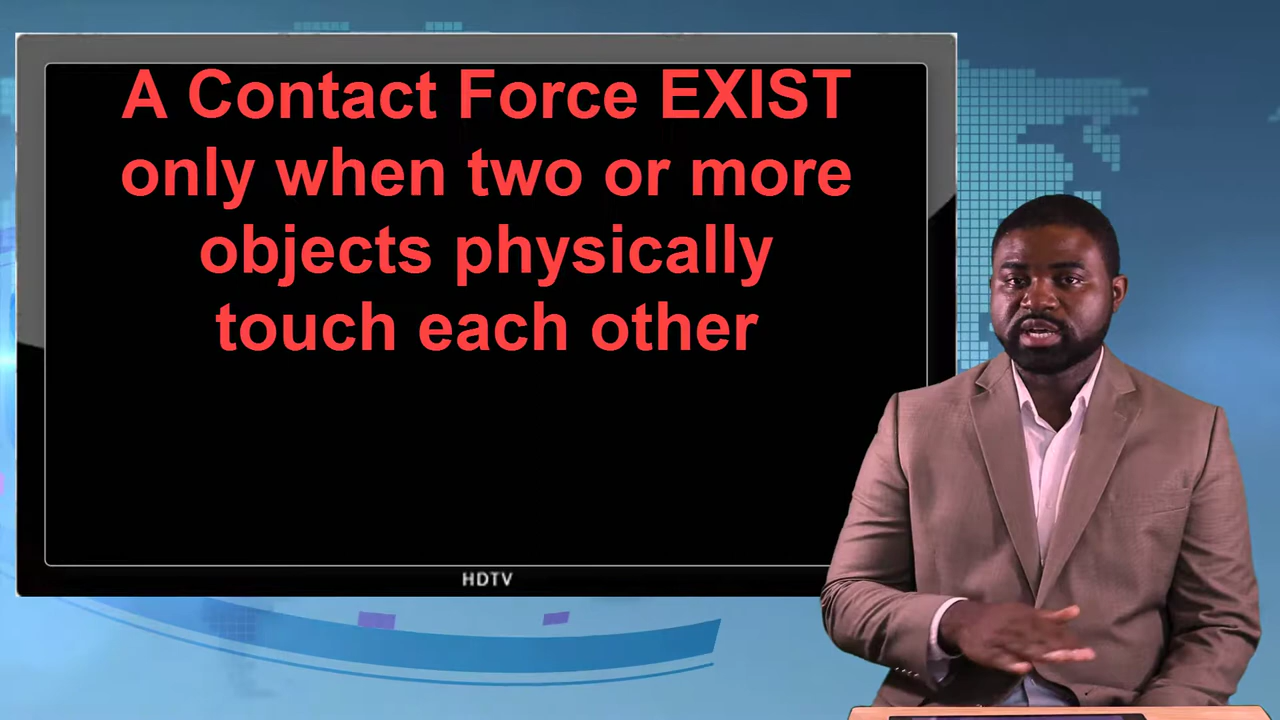 A Contact Force EXIST
only when two or more
objects physically
touch each other
HDTV